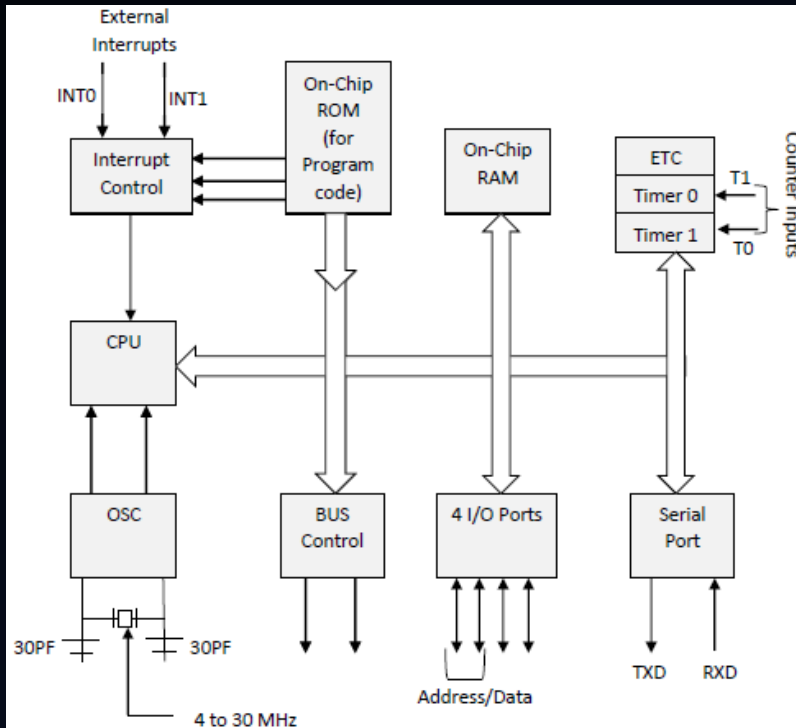 External
Interrupts
INT0
INT1
On-Chip
ROM
(for
Program
code)
Interrupt
Control
On-Chip
RAM
ETC
Timer 0
Timer 1
T1
T0
Counter Inputs
CPU
OSC
BUS
Control
4 I/O Ports
Serial
Port
30PF
30PF
4 to 30 MHz
Address/Data
TXD
RXD